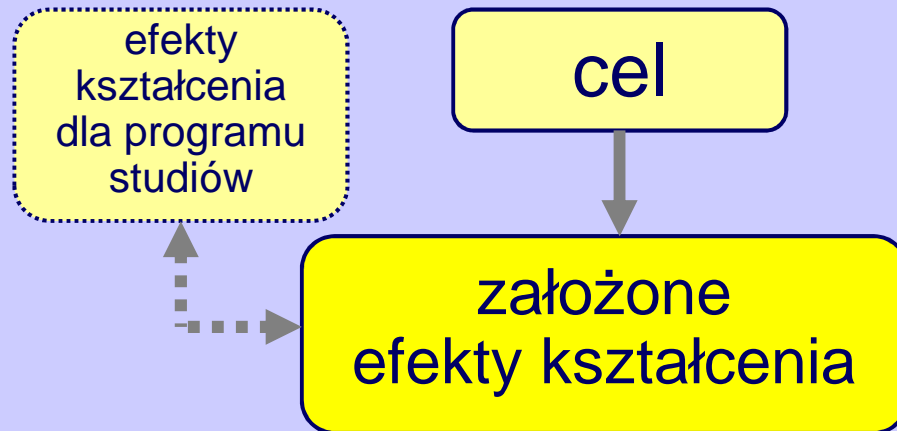 efekty
kształcenia
dla programu
studiów
cel
założone
efekty kształcenia